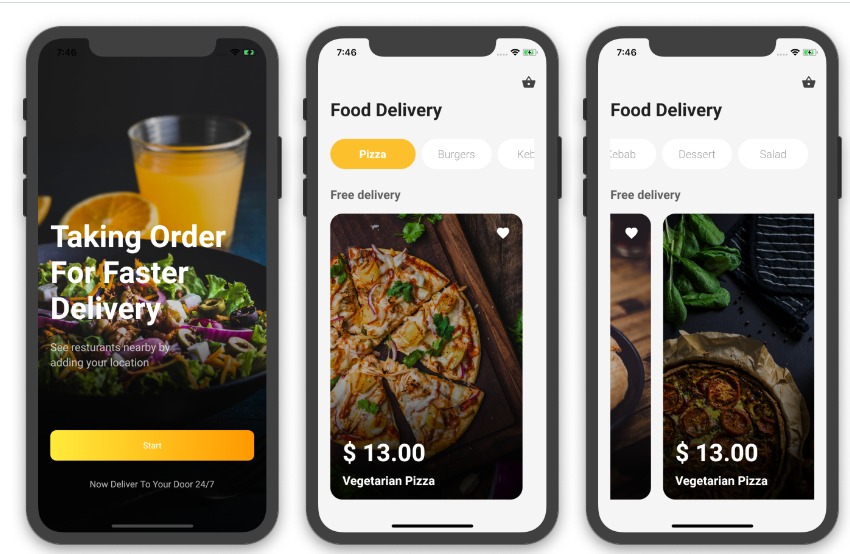 7:46
Taking Order
For Faster
Delivery
See resturants nearby by
adding your location
Start
Now Deliver To Your Door 24/7
7:46
Food Delivery
Pizza Burgers Keb
Free delivery
$ 13.00
Vegetarian Pizza
7:46
Food Delivery
Kebab Dessert Salad
Free delivery
$ 13.00
Vegetarian Pizza